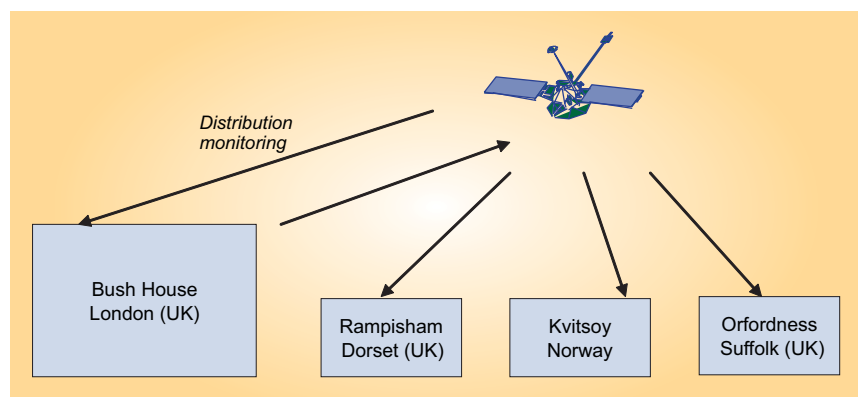 Distribution
monitoring
Bush House
London (UK)
Rampisham
Dorset (UK)
Kvitsoy
Norway
Orfordness
Suffolk (UK)